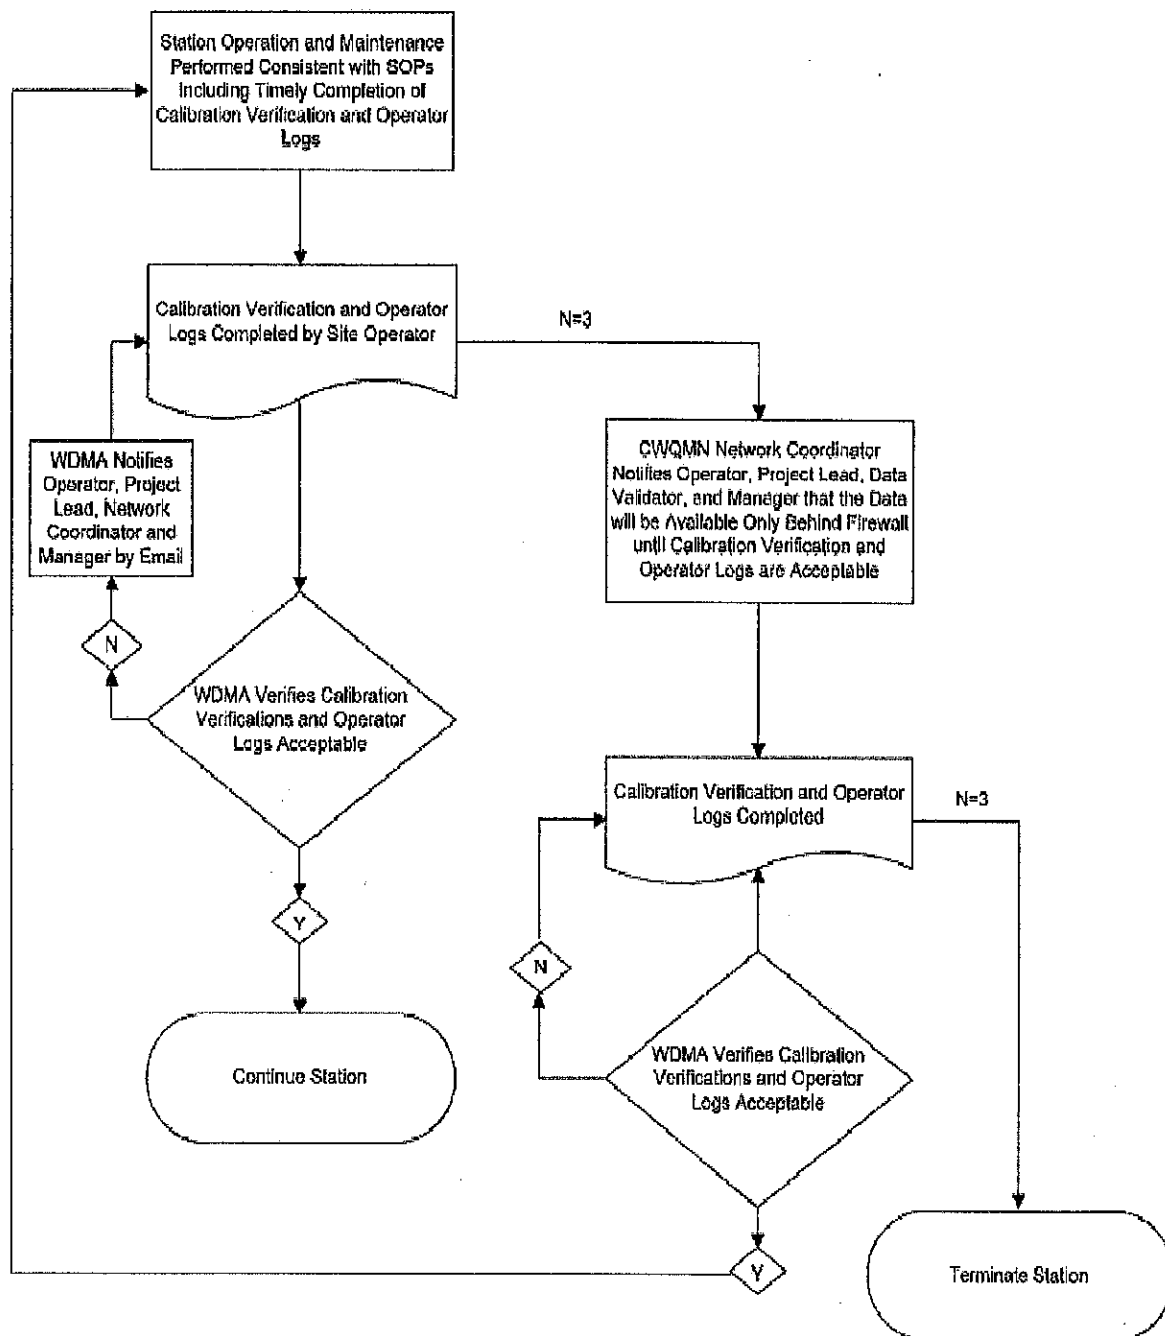 Station Operation and Maintenance
Performed Consistent with SOPs
Including Timely Completion of
Calibration Verification and Operator
Logs
Calibration Verification and Operator
Logs Completed by Site Operator
N=3
WDMA Notifies
Operator, Project
Lead, Network
Coordinator and
Manager by Email
CWQMN Network Coordinator
Notifies Operator, Project Lead, Data
Validator, and Manager that the Data
will be Available Only Behind Firewall
until Calibration Verification and
Operator Logs are Acceptable
N
WDMA Verifies Calibration
Verifications and Operator
Logs Acceptable
Calibration Verification and Operator
Logs Completed
N=3
Y
N
Continue Station
WDMA Verifies Calibration
Verifications and Operator
Logs Acceptable
Y
Terminate Station